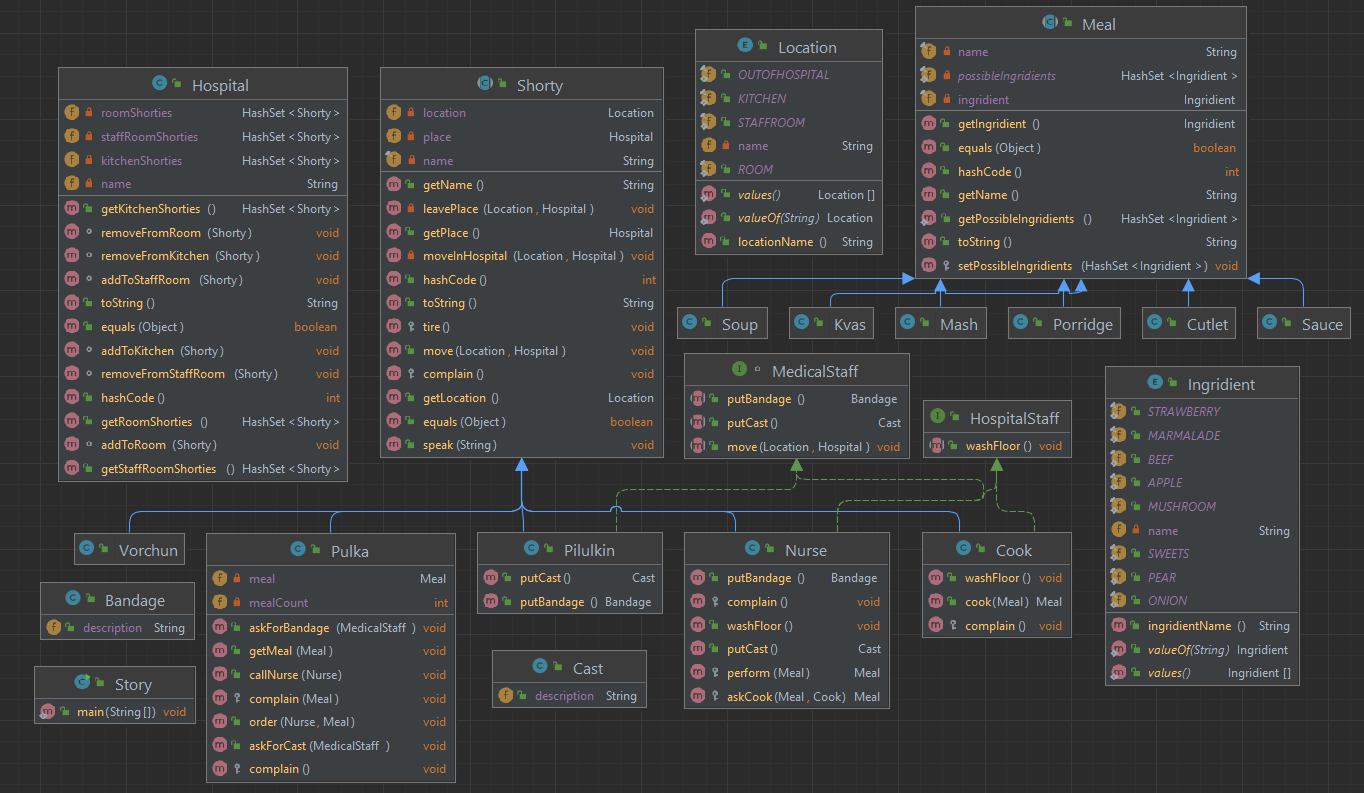 Hospital
roomShorties HashSet<Shorty>
staffRoomShorties HashSet<Shorty>
kitchenShorties HashSet<Shorty>
name String
getKitchenShorties () HashSet<Shorty>
removeFromRoom (Shorty) void
removeFromKitchen (Shorty) void
addToStaffRoom (Shorty) void
toString () String
equals (Object) boolean
addToKitchen (Shorty) void
removeFromStaffRoom (Shorty) void
hashCode () int
getRoomShorties () HashSet<Shorty>
addToRoom (Shorty) void
getStaffRoomShorties () HashSet<Shorty>
Shorty
location Location
place Hospital
name String
getName () String
leavePlace (Location, Hospital) void
getPlace () Hospital
moveInHospital (Location, Hospital) void
hashCode () int
toString () String
tire () void
move (Location, Hospital) void
complain () void
getLocation () Location
equals (Object) boolean
speak (String) void
Location
OUTOFHOSPITAL
KITCHEN
STAFFROOM
name String
ROOM
values() Location []
valueOf(String) Location
locationName () String
Meal
name String
possibleIngridients HashSet<Ingridient>
ingridient Ingridient
getIngridient () Ingridient
equals (Object) boolean
hashCode () int
getName () String
getPossibleIngridients () HashSet<Ingridient>
toString () String
setPossibleIngridients (HashSet<Ingridient>) void
Soup
Kvas
Mash
Porridge
Cutlet
Sauce
MedicalStaff
putBandage () Bandage
putCast () Cast
move (Location, Hospital) void
HospitalStaff
washFloor () void
Ingridient
STRAWBERRY
MARMALADE
BEEF
APPLE
MUSHROOM
name String
SWEETS
PEAR
ONION
ingridientName () String
valueOf(String) Ingridient
values() Ingridient []
Vorchun
Bandage
description String
Story
main (String[]) void
Pulka
meal Meal
mealCount int
askForBandage (MedicalStaff) void
getMeal (Meal) void
callNurse (Nurse) void
complain (Meal) void
order (Nurse, Meal) void
askForCast (MedicalStaff) void
complain () void
Pilulkin
putCast () Cast
putBandage () Bandage
Cast
description String
Nurse
putBandage () Bandage
complain () void
washFloor () void
putCast () Cast
perform (Meal) Meal
askCook (Meal, Cook) Meal
Cook
washFloor () void
cook (Meal) Meal
complain () void